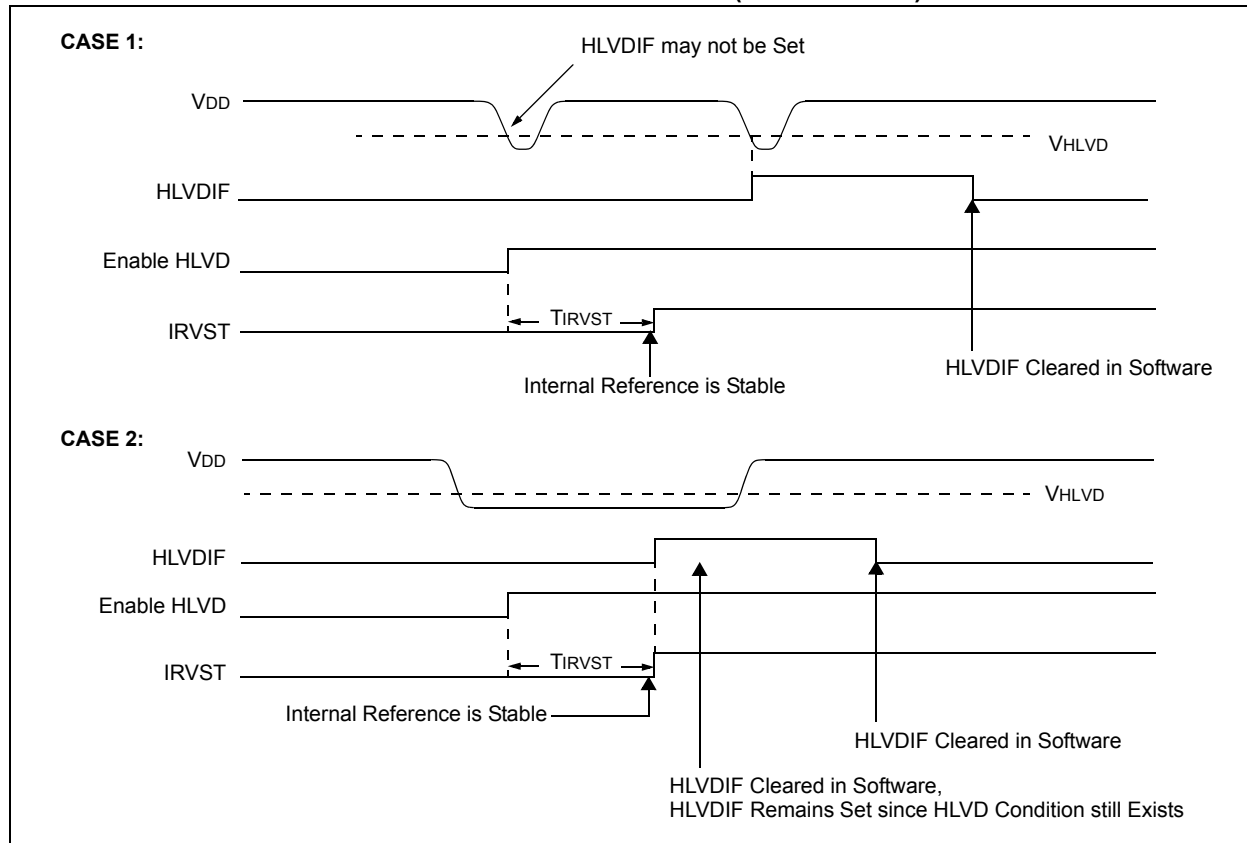 CASE 1:
HLVDIF may not be Set
VDD
VHLVD
HLVDIF
Enable HLVD
TIRVST
IRVST
HLVDIF Cleared in Software
Internal Reference is Stable
CASE 2:
VDD
VHLVD
HLVDIF
Enable HLVD
TIRVST
IRVST
Internal Reference is Stable
HLVDIF Cleared in Software
HLVDIF Cleared in Software,
HLVDIF Remains Set since HLVD Condition still Exists